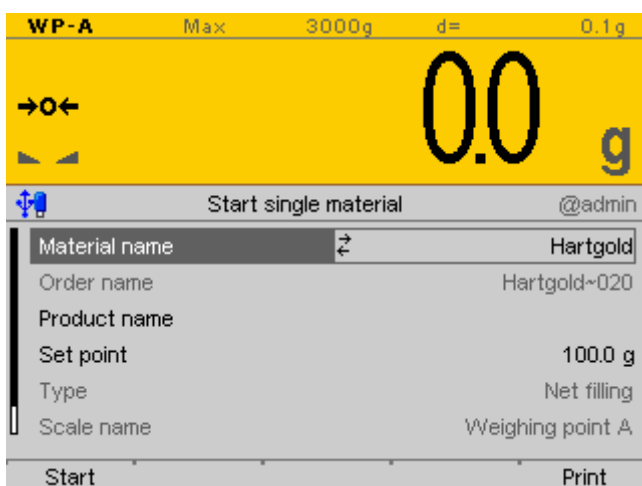 WP-A Max 3000g d= 0.1g
→0← 0.0 g
Start single material @admin
Material name Hartgold
Order name Hartgold~020
Product name
Set point 100.0 g
Type Net filling
Scale name Weighing point A
Start Print